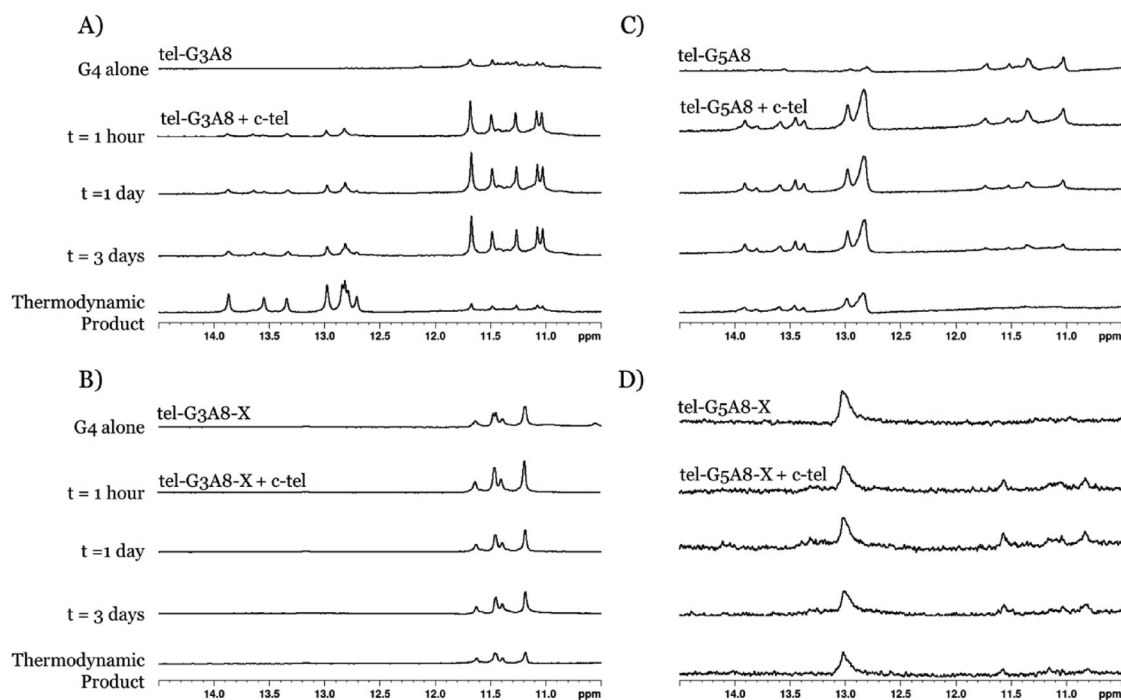 A)
tel-G3A8
G4 alone
tel-G3A8 + c-tel
t = 1 hour
t =1 day
t = 3 days
Thermodynamic
Product
14.0 13.5 13.0 12.5 12.0 11.5 11.0 ppm
C)
tel-G5A8
tel-G5A8 + c-tel
14.0 13.5 13.0 12.5 12.0 11.5 11.0 ppm
B)
tel-G3A8-X
G4 alone
tel-G3A8-X + c-tel
t = 1 hour
t =1 day
t = 3 days
Thermodynamic
Product
14.0 13.5 13.0 12.5 12.0 11.5 11.0 ppm
D)
tel-G5A8-X
tel-G5A8-X + c-tel
14.0 13.5 13.0 12.5 12.0 11.5 11.0 ppm